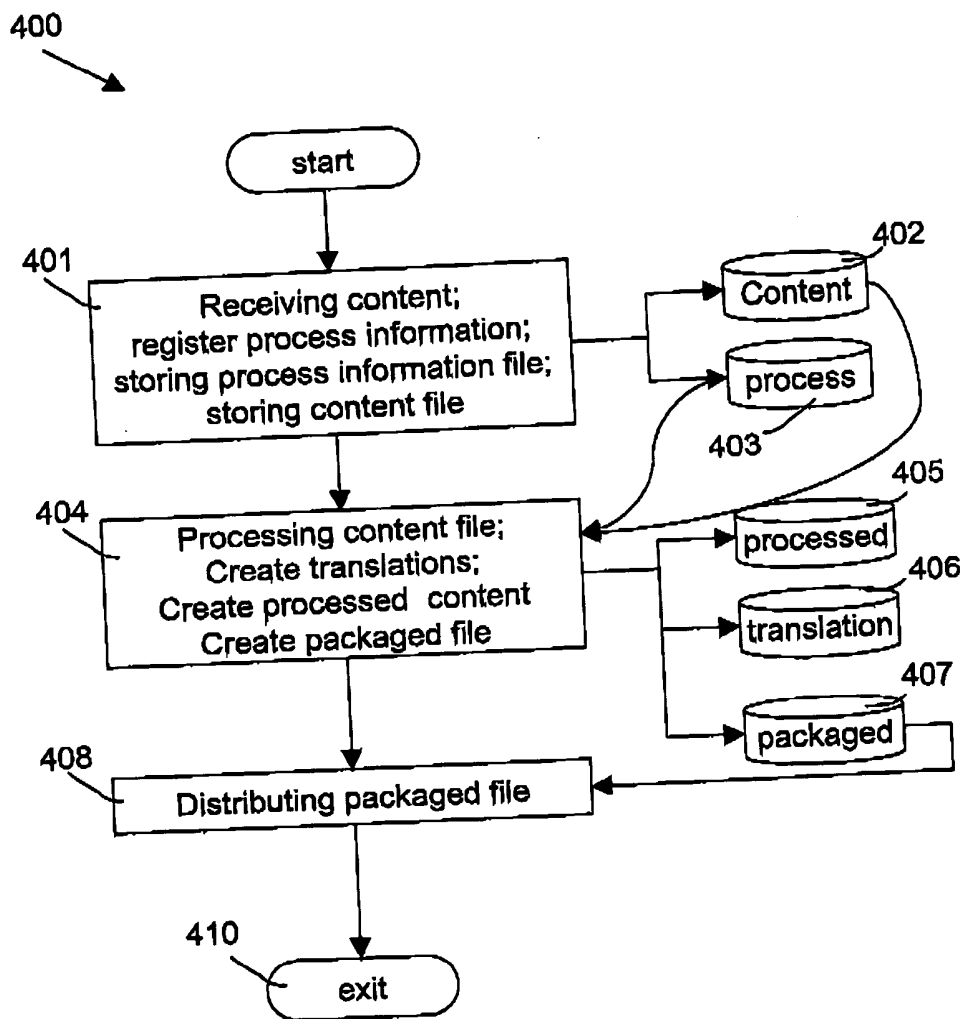 400
start
401
Receiving content;
register process information;
storing process information file;
storing content file
402
Content
process
403
404
Processing content file;
Create translations;
Create processed content
Create packaged file
405
processed
406
translation
407
packaged
408
Distributing packaged file
410
exit